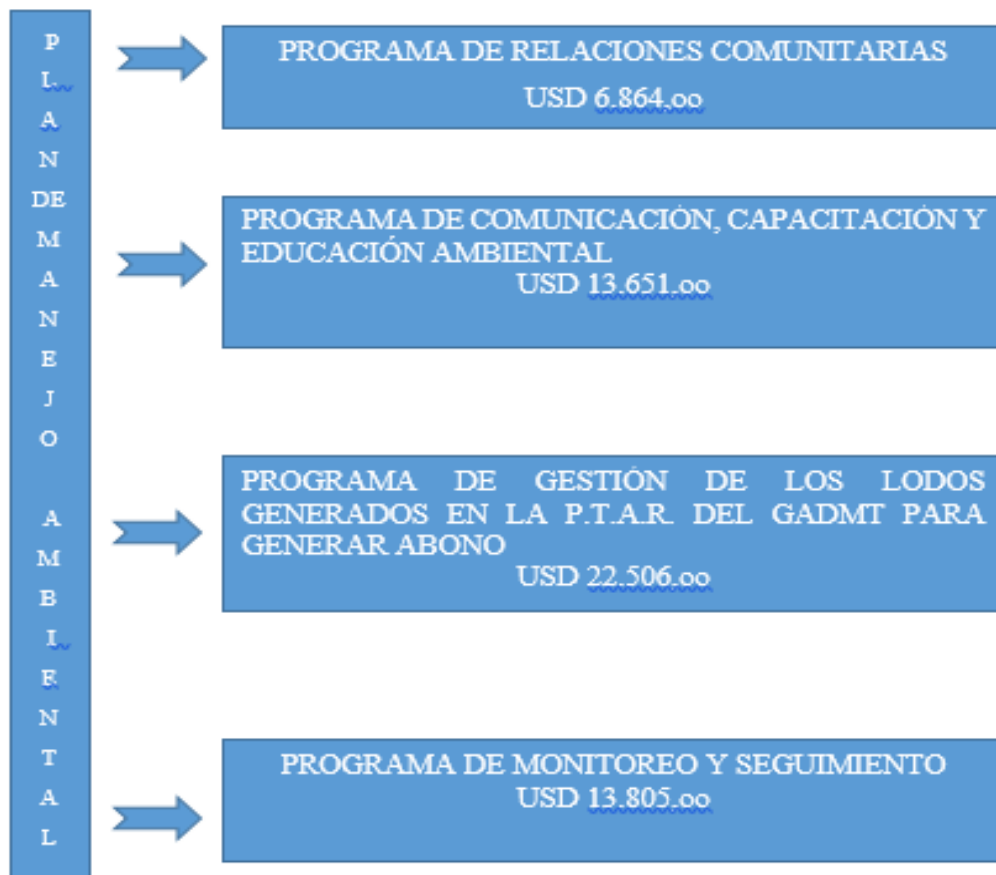 P
L
A
N
DE
M
A
N
E
J
O
A
M
B
I
E
N
T
A
L
PROGRAMA DE RELACIONES COMUNITARIAS
USD 6.864.oo
PROGRAMA DE COMUNICACIÓN, CAPACITACIÓN Y
EDUCACIÓN AMBIENTAL
USD 13.651.oo
PROGRAMA DE GESTIÓN DE LOS LODOS
GENERADOS EN LA P.T.A.R. DEL GADMT PARA
GENERAR ABONO
USD 22.506.oo
PROGRAMA DE MONITOREO Y SEGUIMIENTO
USD 13.805.oo